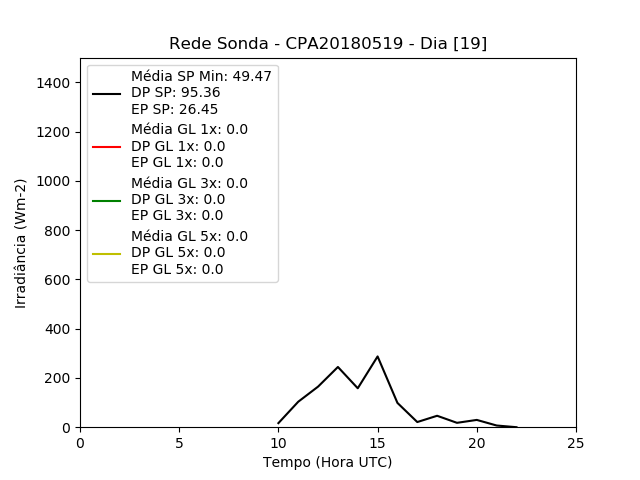 Rede Sonda - CPA20180519 - Dia [19]
Irradiância (Wm-2)
1400
1200
1000
800
600
400
200
0
Média SP Min: 49.47
DP SP: 95.36
EP SP: 26.45
Média GL 1x: 0.0
DP GL 1x: 0.0
EP GL 1x: 0.0
Média GL 3x: 0.0
DP GL 3x: 0.0
EP GL 3x: 0.0
Média GL 5x: 0.0
DP GL 5x: 0.0
EP GL 5x: 0.0
0 5 10 15 20 25
Tempo (Hora UTC)